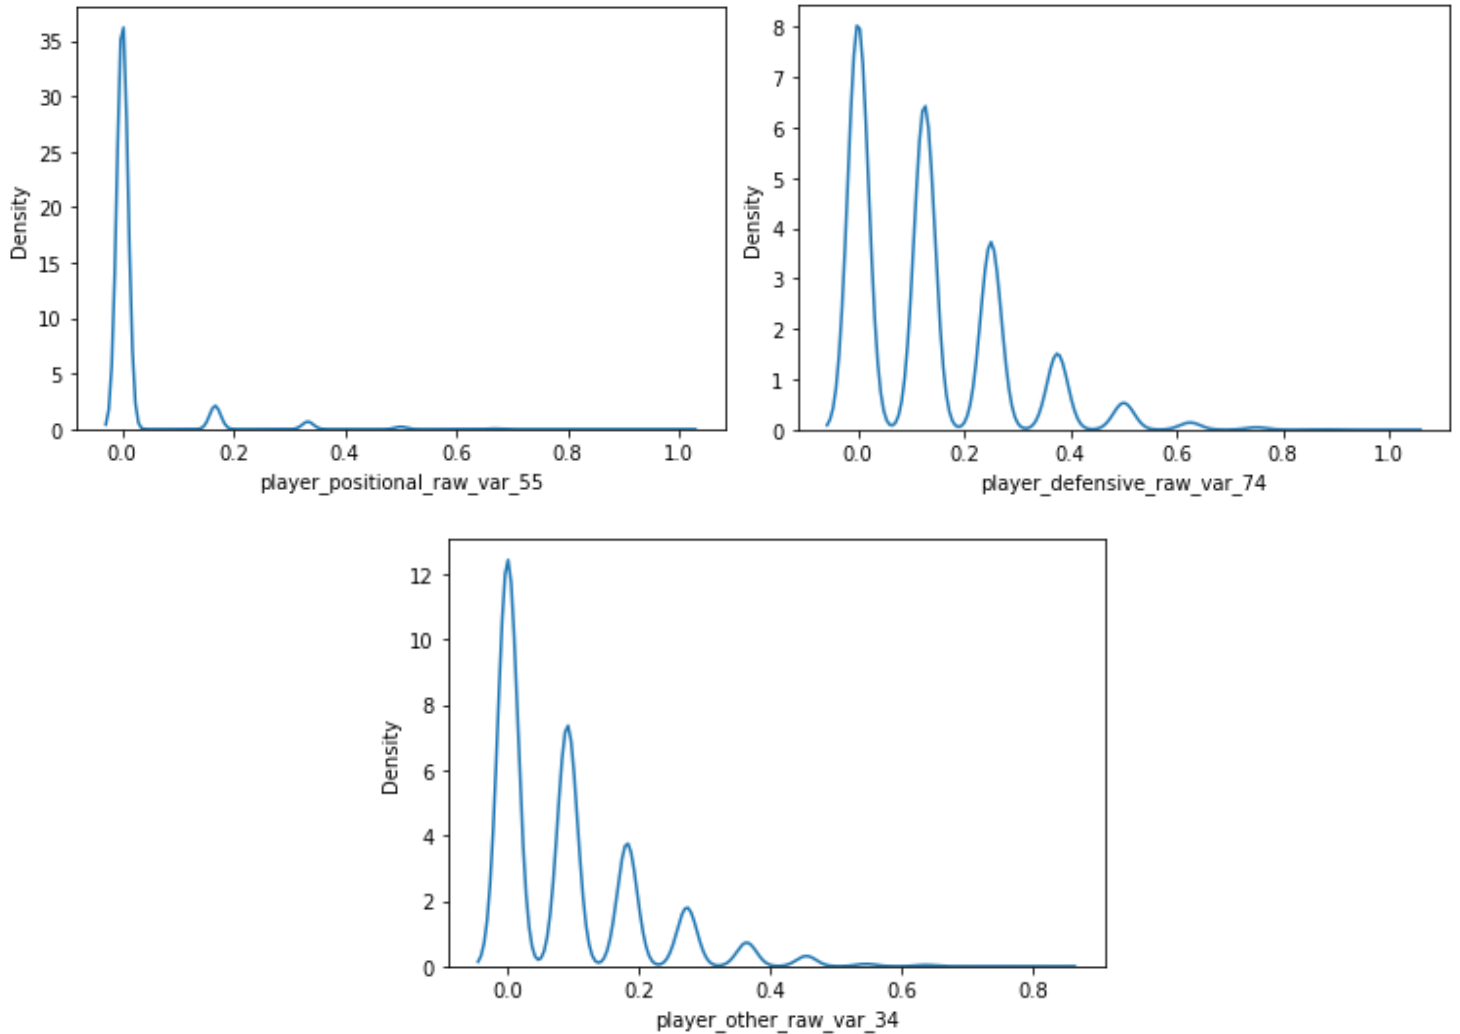 35
30
25
20
15
10
5
0
Density
0.0 0.2 0.4 0.6 0.8 1.0
player_positional_raw_var_55
8
7
6
5
4
3
2
1
0
Density
0.0 0.2 0.4 0.6 0.8 1.0
player_defensive_raw_var_74
12
10
8
6
4
2
0
Density
0.0 0.2 0.4 0.6 0.8
player_other_raw_var_34